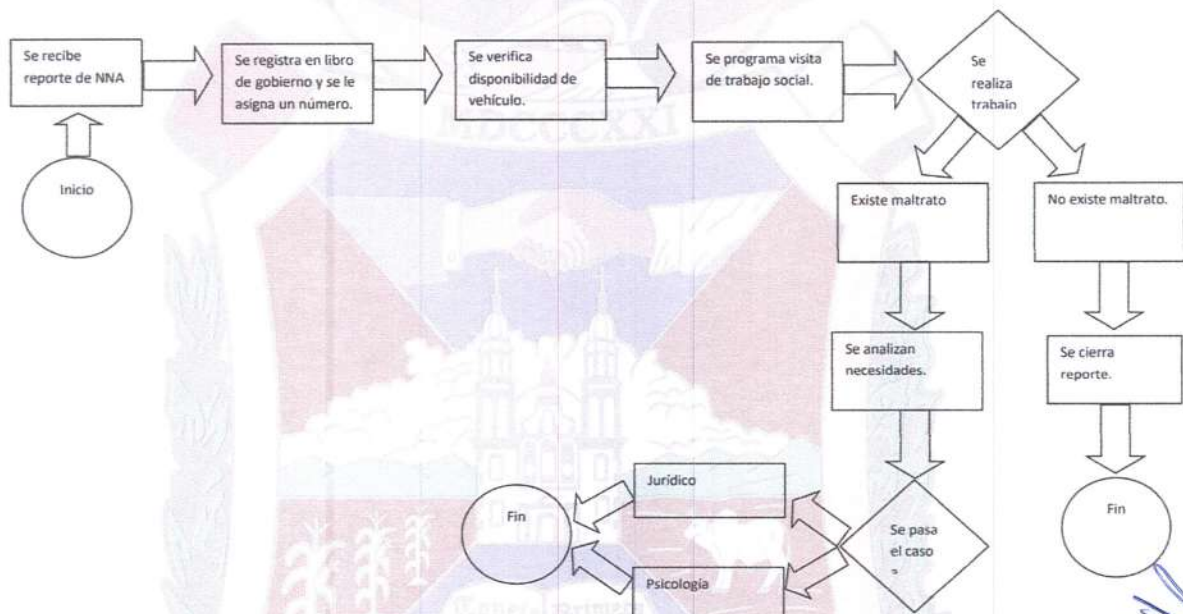 Se recibe
reporte de NNA
Se registra en libro
de gobierno y se le
asigna un número.
Se verifica
disponibilidad de
vehículo.
Se programa visita
de trabajo social.
Se
realiza
trabajo
Inicio
MDCCCXXI
Existe maltrato
No existe maltrato.
Se analizan
necesidades.
Se cierra
reporte.
Jurídico
Fin
Se pasa
el caso
Fin
Psicología